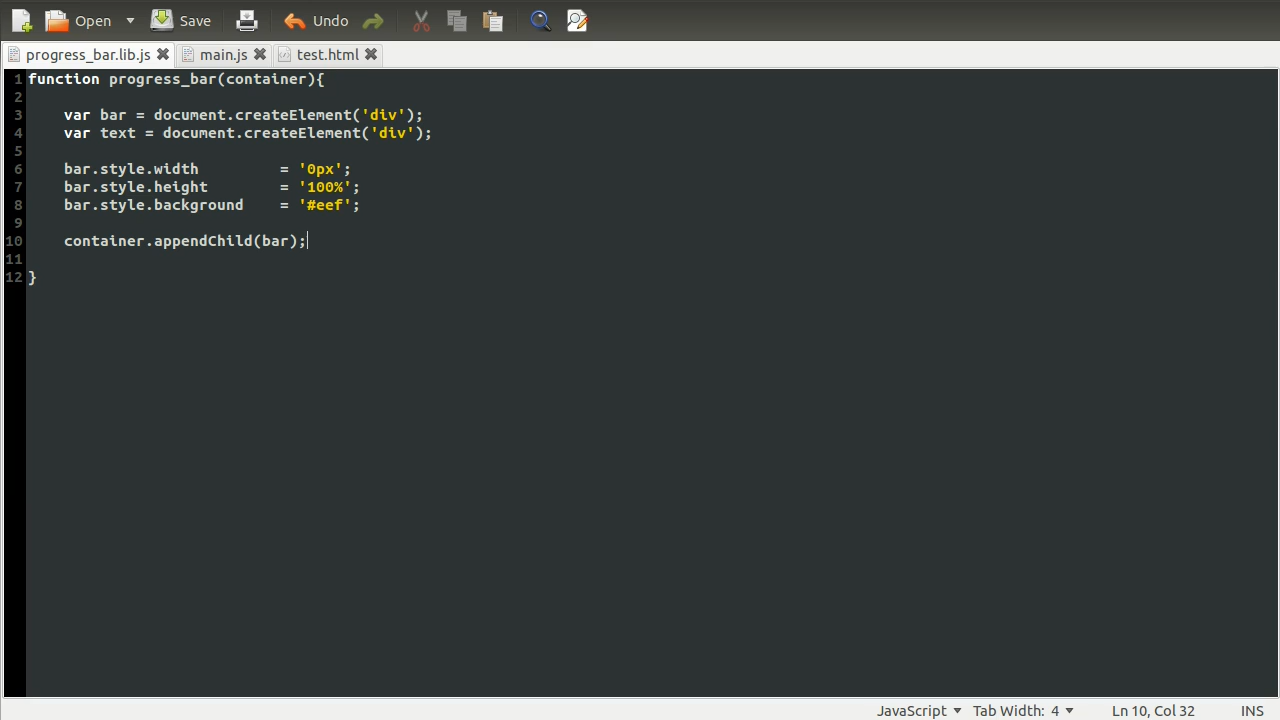 Open Save Undo
progress_bar.lib.js main.js test.html
1 function progress_bar(container){
2
3     var bar = document.createElement('div');
4     var text = document.createElement('div');
5
6     bar.style.width         = '0px';
7     bar.style.height        = '100%';
8     bar.style.background    = '#eef';
9
10     container.appendChild(bar);
11
12 }
JavaScript Tab Width: 4 Ln 10, Col 32 INS